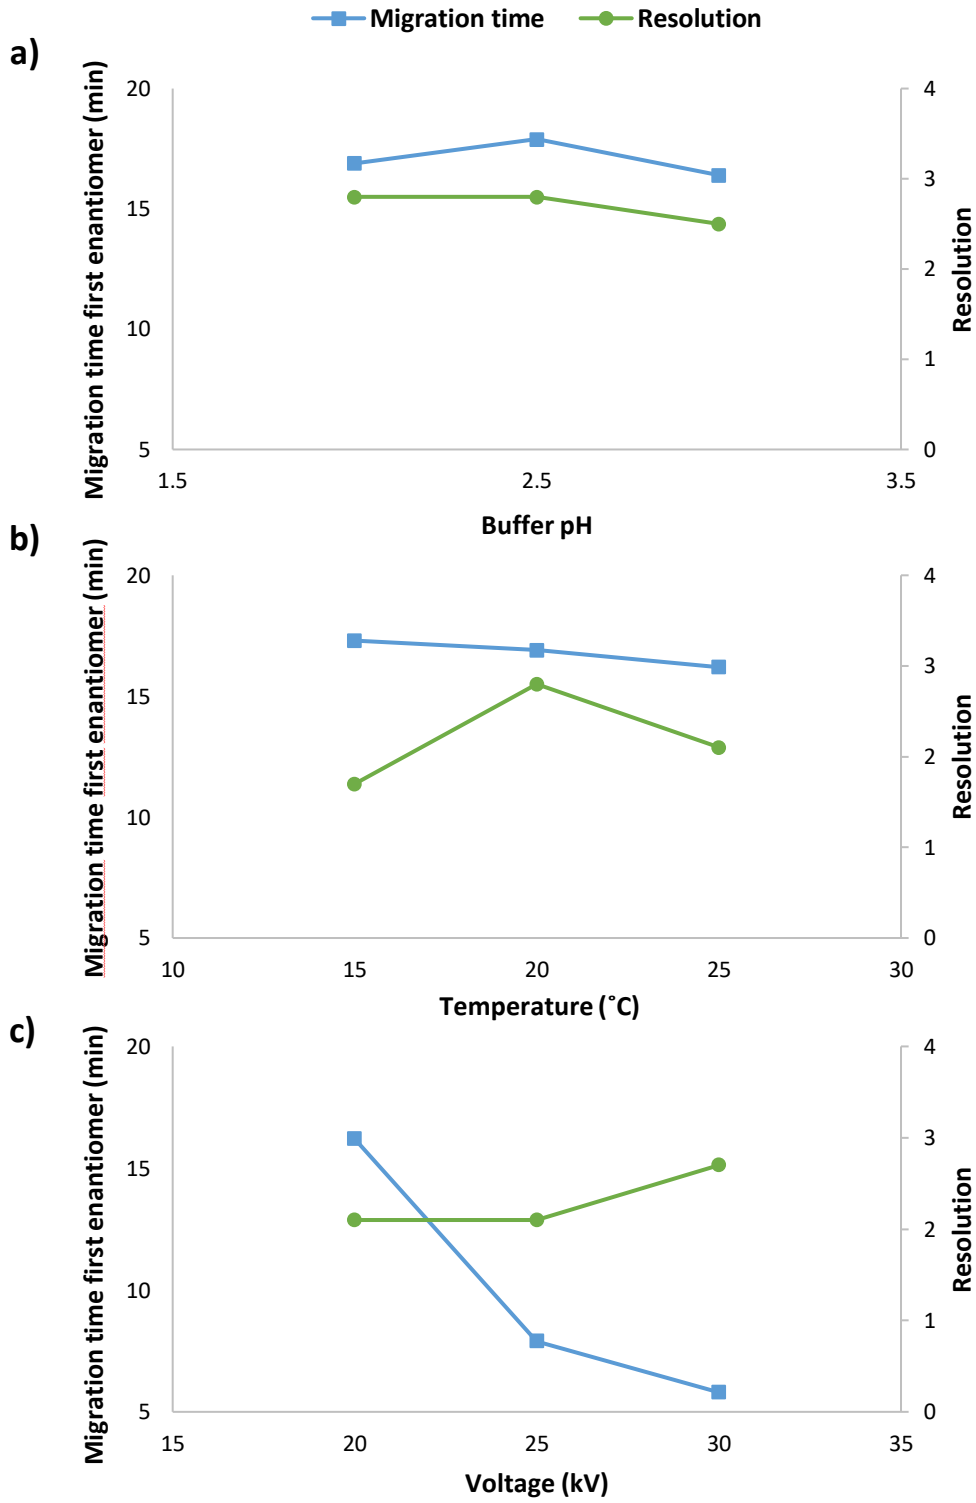 Migration time Resolution
a)
Migration time first enantiomer (min)
20
15
10
5
4
3
2
1
0
Resolution
1.5 2.5 3.5
Buffer pH
b)
Migration time first enantiomer (min)
20
15
10
5
4
3
2
1
0
Resolution
10 15 20 25 30
Temperature (˚C)
c)
Migration time first enantiomer (min)
20
15
10
5
4
3
2
1
0
Resolution
15 20 25 30 35
Voltage (kV)